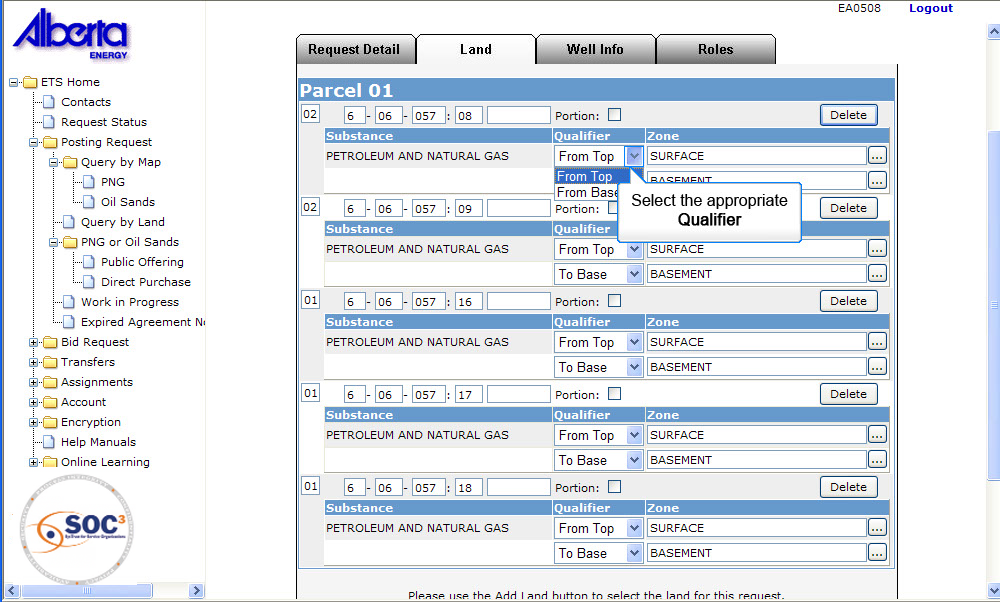 EA0508 Logout
Alberta
ENERGY
ETS Home
Contacts
Request Status
Posting Request
Query by Map
PNG
Oil Sands
Query by Land
PNG or Oil Sands
Public Offering
Direct Purchase
Work in Progress
Expired Agreement No
Bid Request
Transfers
Assignments
Account
Encryption
Help Manuals
Online Learning
SOC3
SysTrust for Service Organizations
Request Detail Land Well Info Roles
Parcel 01
02 6 - 06 - 057 : 08 Portion: Delete
Substance Qualifier Zone
PETROLEUM AND NATURAL GAS From Top SURFACE ...
From Top BASEMENT ...
From Base
Select the appropriate
Qualifier
02 6 - 06 - 057 : 09 Portion: Delete
Substance Qualifier
PETROLEUM AND NATURAL GAS From Top SURFACE ...
To Base BASEMENT ...
01 6 - 06 - 057 : 16 Portion: Delete
Substance Qualifier Zone
PETROLEUM AND NATURAL GAS From Top SURFACE ...
To Base BASEMENT ...
01 6 - 06 - 057 : 17 Portion: Delete
Substance Qualifier Zone
PETROLEUM AND NATURAL GAS From Top SURFACE ...
To Base BASEMENT ...
01 6 - 06 - 057 : 18 Portion: Delete
Substance Qualifier Zone
PETROLEUM AND NATURAL GAS From Top SURFACE ...
To Base BASEMENT ...
Please use the Add Land button to select the land for this request.